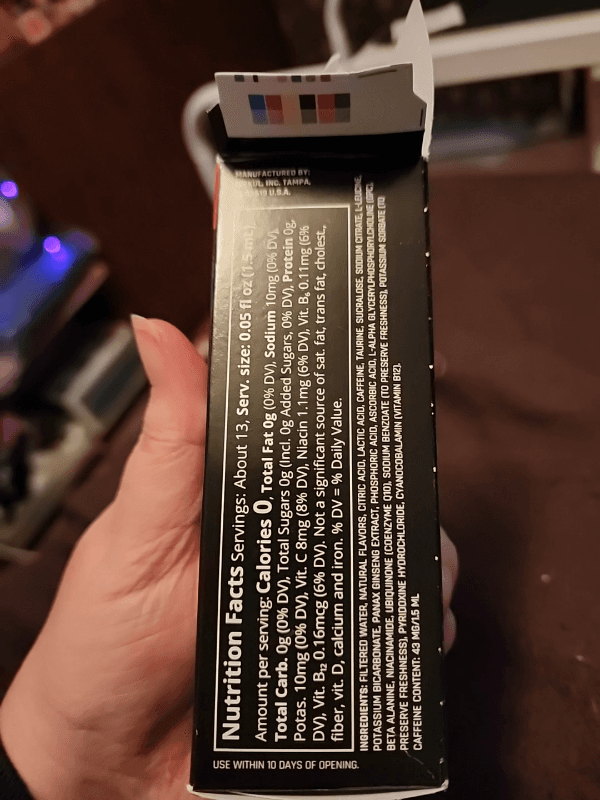 MANUFACTURED BY:
INC. TAMPA,
U.S.A.
Nutrition Facts Servings: About 13, Serv. size: 0.05 fl oz (1.5 mL)
Amount per serving: Calories 0, Total Fat 0g (0% DV), Sodium 10mg (0% DV),
Total Carb. 0g (0% DV), Total Sugars 0g (Incl. 0g Added Sugars, 0% DV), Protein 0g,
Potas. 10mg (0% DV), Vit. C 8mg (8% DV), Niacin 1.1mg (6% DV), Vit. B6 0.11mg (6%
DV), Vit. B12 0.16mcg (6% DV). Not a significant source of sat. fat, trans fat, cholest.,
fiber, vit. D, calcium and iron. % DV = % Daily Value.
INGREDIENTS: FILTERED WATER, NATURAL FLAVORS, CITRIC ACID, LACTIC ACID, CAFFEINE, TAURINE, SUCRALOSE, SODIUM CITRATE, L-LEUCINE,
POTASSIUM BICARBONATE, PANAX GINSENG EXTRACT, PHOSPHORIC ACID, ASCORBIC ACID, L-ALPHA GLYCERYLPHOSPHORYLCHOLINE (GPC),
BETA ALANINE, NIACINAMIDE, UBIQUINONE (COENZYME Q10), SODIUM BENZOATE (TO PRESERVE FRESHNESS), POTASSIUM SORBATE (TO
PRESERVE FRESHNESS), PYRIDOXINE HYDROCHLORIDE, CYANOCOBALAMIN (VITAMIN B12).
CAFFEINE CONTENT: 43 MG/1.5 ML
USE WITHIN 10 DAYS OF OPENING.